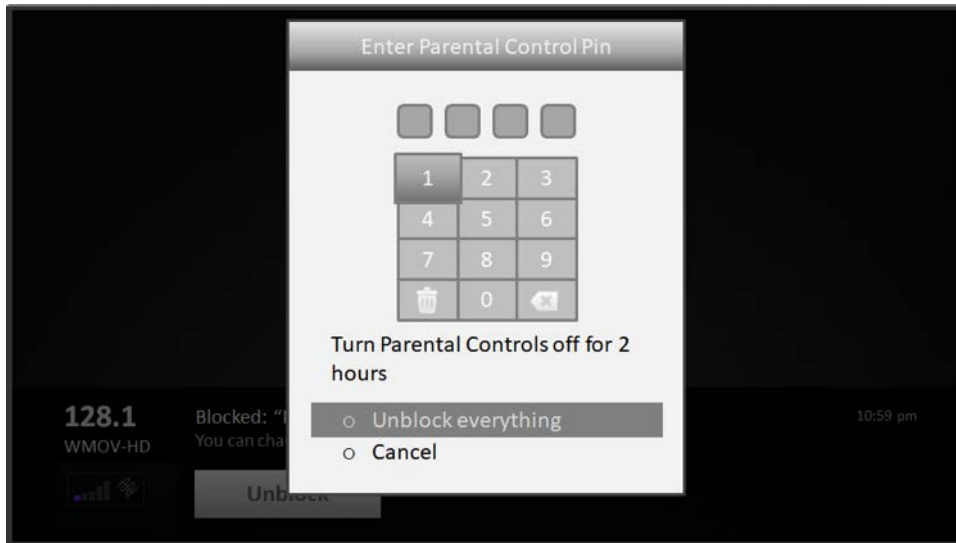 Enter Parental Control Pin
1 2 3
4 5 6
7 8 9
0
Turn Parental Controls off for 2
hours
Unblock everything
Cancel
128.1
WMOV-HD
Blocked:
You can
10:59 pm